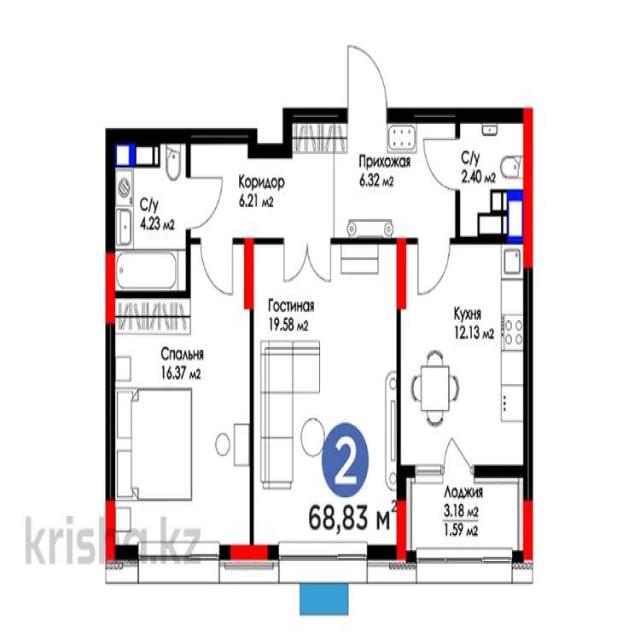 Прихожая
6.32 м2
С/у
2.40 м2
Коридор
6.21 м2
С/у
4.23 м2
Гостиная
19.58 м2
Кухня
12.13 м2
Спальня
16.37 м2
2
68,83 м2
Лоджия
3.18 м2
1.59 м2
krisha.kz